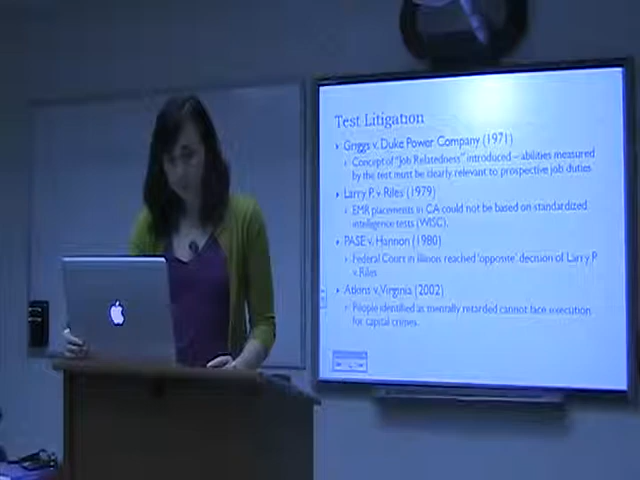 Test Litigation
Griggs v. Duke Power Company (1971)
Concept of "Job Relatedness" introduced – abilities measured
by the test must be clearly relevant to prospective job duties
Larry P. v Riles (1979)
EMR placements in CA could not be based on standardized
intelligence tests (WISC).
PASE v. Hannon (1980)
Federal Court in Illinois reached 'opposite' decision of Larry P.
v. Riles
Atkins v. Virginia (2002)
People identified as mentally retarded cannot face execution
for capital crimes.